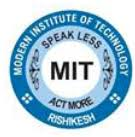 MODERN INSTITUTE OF TECHNOLOGY
SPEAK LESS
MIT
ACT MORE
RISHIKESH